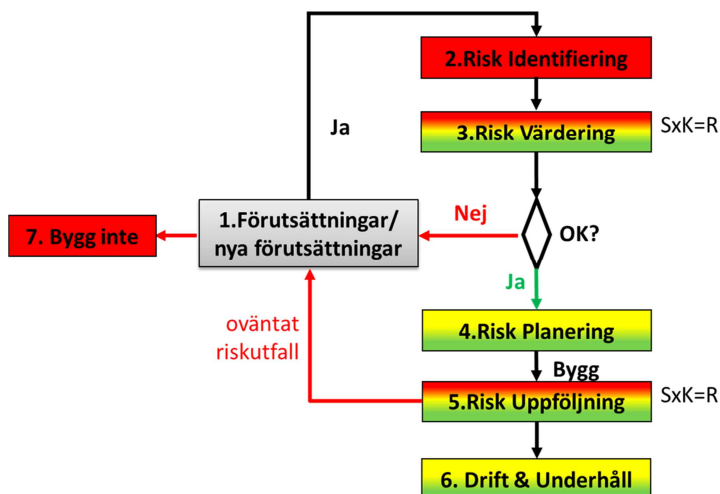 2.Risk Identifiering
Ja
3.Risk Värdering
SxK=R
7. Bygg inte
1.Förutsättningar/
nya förutsättningar
Nej
OK?
Ja
oväntat
riskutfall
4.Risk Planering
Bygg
5.Risk Uppföljning
SxK=R
6. Drift & Underhåll